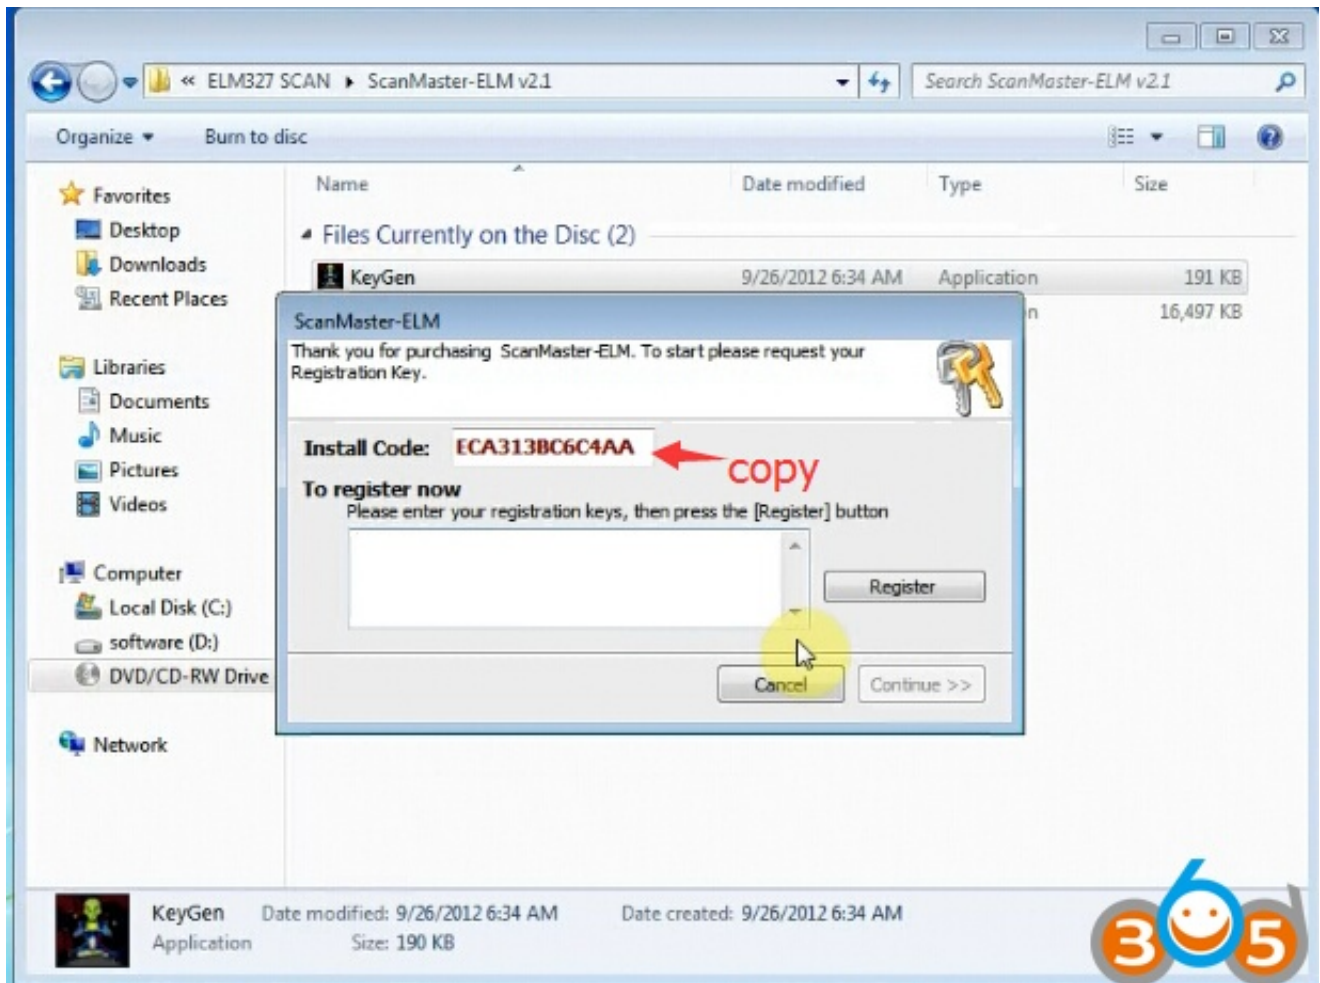 « ELM327 SCAN ▸ ScanMaster-ELM v2.1
Search ScanMaster-ELM v2.1
Organize Burn to disc
Name Date modified Type Size
Favorites
Desktop
Downloads
Recent Places
Libraries
Documents
Music
Pictures
Videos
Computer
Local Disk (C:)
software (D:)
DVD/CD-RW Drive
Network
Files Currently on the Disc (2)
KeyGen 9/26/2012 6:34 AM Application 191 KB
n 16,497 KB
ScanMaster-ELM
Thank you for purchasing ScanMaster-ELM. To start please request your
Registration Key.
Install Code: ECA313BC6C4AA
copy
To register now
Please enter your registration keys, then press the [Register] button
Register
Cancel Continue >>
KeyGen Date modified: 9/26/2012 6:34 AM Date created: 9/26/2012 6:34 AM
Application Size: 190 KB
365